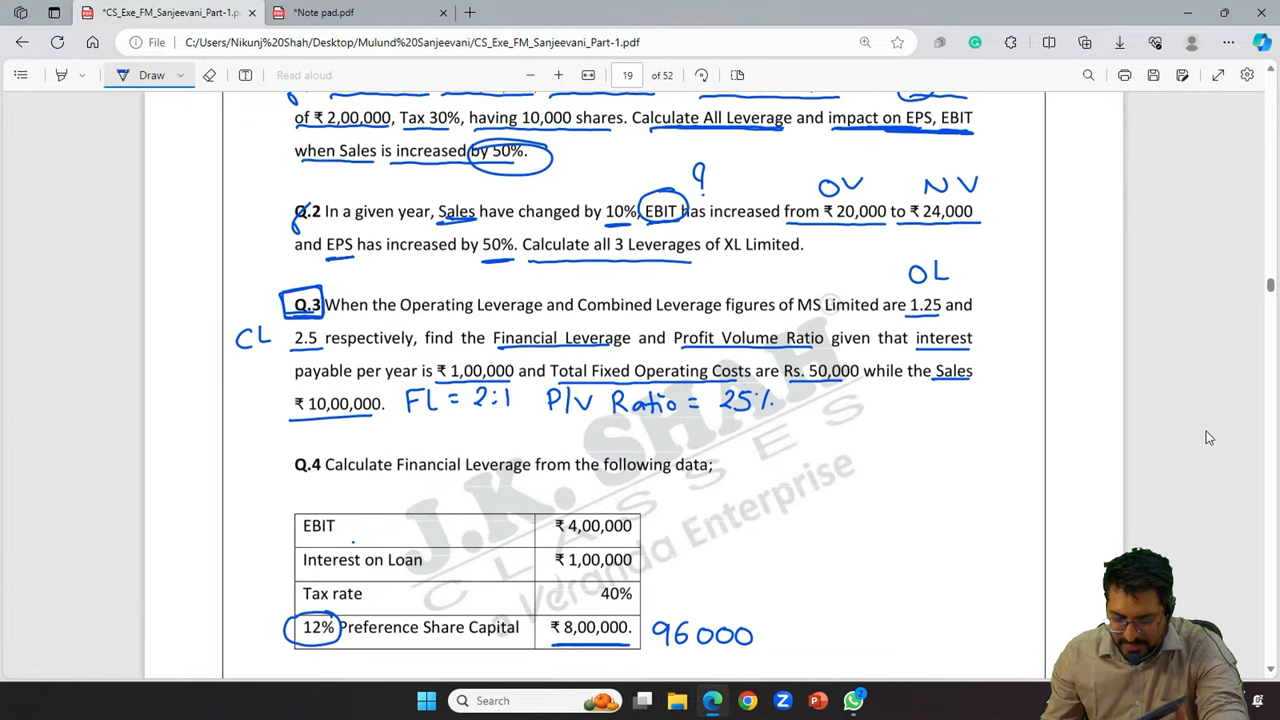 *CS_Exe_FM_Sanjeevani_Part-1.p
*Note pad.pdf
File C:/Users/Nikunj%20Shah/Desktop/Mulund%20Sanjeevani/CS_Exe_FM_Sanjeevani_Part-1.pdf
Draw Read aloud 19 of 52
of ₹ 2,00,000, Tax 30%, having 10,000 shares. Calculate All Leverage and impact on EPS, EBIT
when Sales is increased by 50%.
?
OV NV
Q.2 In a given year, Sales have changed by 10%, EBIT has increased from ₹ 20,000 to ₹ 24,000
and EPS has increased by 50%. Calculate all 3 Leverages of XL Limited.
OL
Q.3 When the Operating Leverage and Combined Leverage figures of MS Limited are 1.25 and
CL 2.5 respectively, find the Financial Leverage and Profit Volume Ratio given that interest
payable per year is ₹ 1,00,000 and Total Fixed Operating Costs are Rs. 50,000 while the Sales
₹ 10,00,000. FL = 2:1 P/V Ratio = 25%
Q.4 Calculate Financial Leverage from the following data;
EBIT ₹ 4,00,000
Interest on Loan ₹ 1,00,000
Tax rate 40%
12% Preference Share Capital ₹ 8,00,000. 96000
J.K. SHAH
CLASSES
a Veranda Enterprise
Search
2